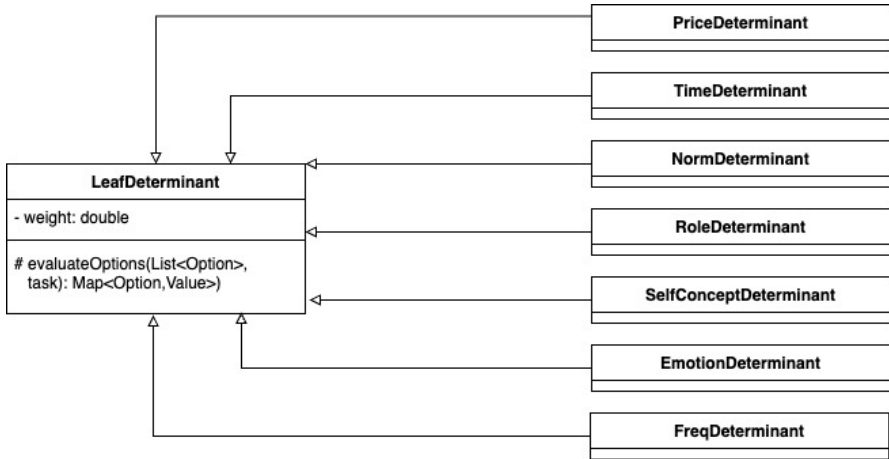 PriceDeterminant
TimeDeterminant
NormDeterminant
RoleDeterminant
SelfConceptDeterminant
EmotionDeterminant
FreqDeterminant
LeafDeterminant
- weight: double
# evaluateOptions(List<Option>,
task): Map<Option,Value>)